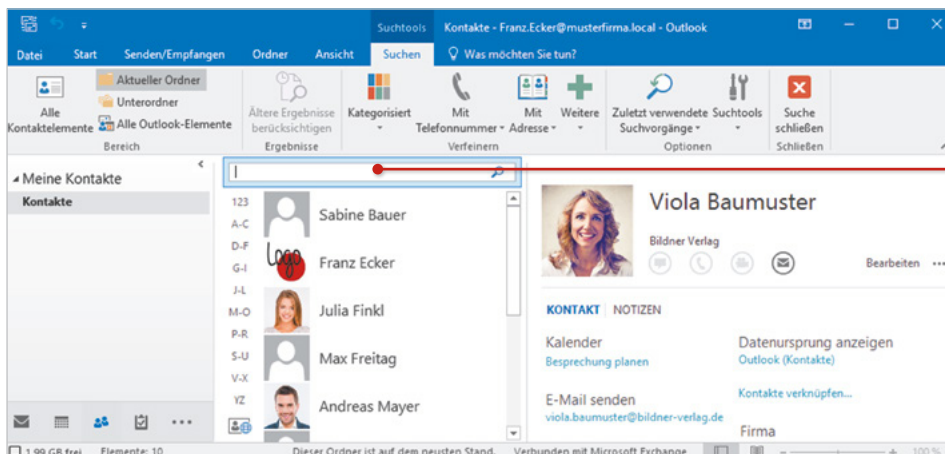 Suchtools Kontakte - Franz.Ecker@musterfirma.local - Outlook
Datei Start Senden/Empfangen Ordner Ansicht Suchen Was möchten Sie tun?
Alle Kontaktelemente
Aktueller Ordner
Unterordner
Alle Outlook-Elemente
Bereich
Ältere Ergebnisse berücksichtigen
Ergebnisse
Kategorisiert
Mit Telefonnummer
Mit Adresse
Weitere
Verfeinern
Zuletzt verwendete Suchvorgänge
Suchtools
Optionen
Suche schließen
Schließen
Meine Kontakte
Kontakte
123
A-C
D-F
G-I
J-L
M-O
P-R
S-U
V-X
YZ
Sabine Bauer
logo
Franz Ecker
Julia Finkl
Max Freitag
Andreas Mayer
Viola Baumuster
Bildner Verlag
Bearbeiten ...
KONTAKT NOTIZEN
Kalender
Besprechung planen
E-Mail senden
viola.baumuster@bildner-verlag.de
Datenursprung anzeigen
Outlook (Kontakte)
Kontakte verknüpfen...
Firma
1,99 GB frei Elemente: 10 Dieser Ordner ist auf dem neusten Stand. Verbunden mit Microsoft Exchange 100 %